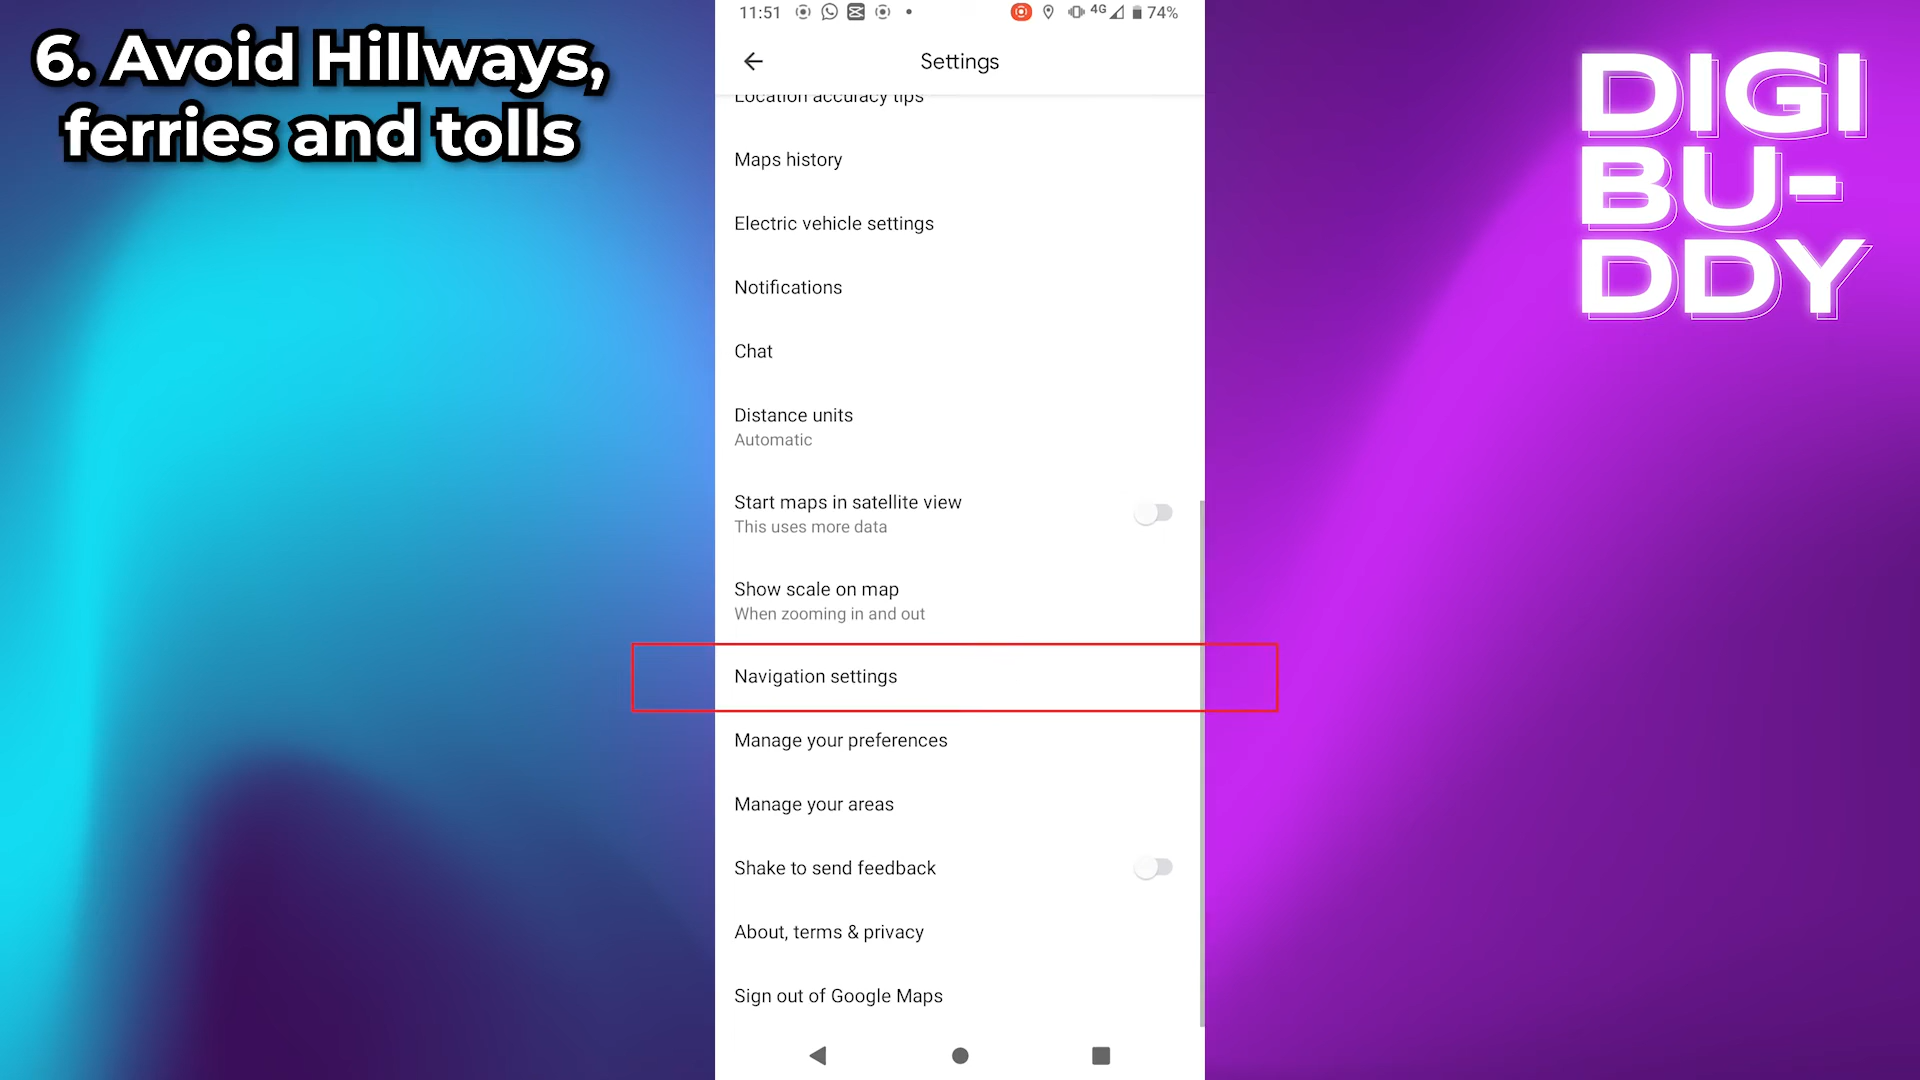 6. Avoid Hillways,
ferries and tolls
DIGI
BU-
DDY
11:51
4G
74%
Settings
Location accuracy tips
Maps history
Electric vehicle settings
Notifications
Chat
Distance units
Automatic
Start maps in satellite view
This uses more data
Show scale on map
When zooming in and out
Navigation settings
Manage your preferences
Manage your areas
Shake to send feedback
About, terms & privacy
Sign out of Google Maps